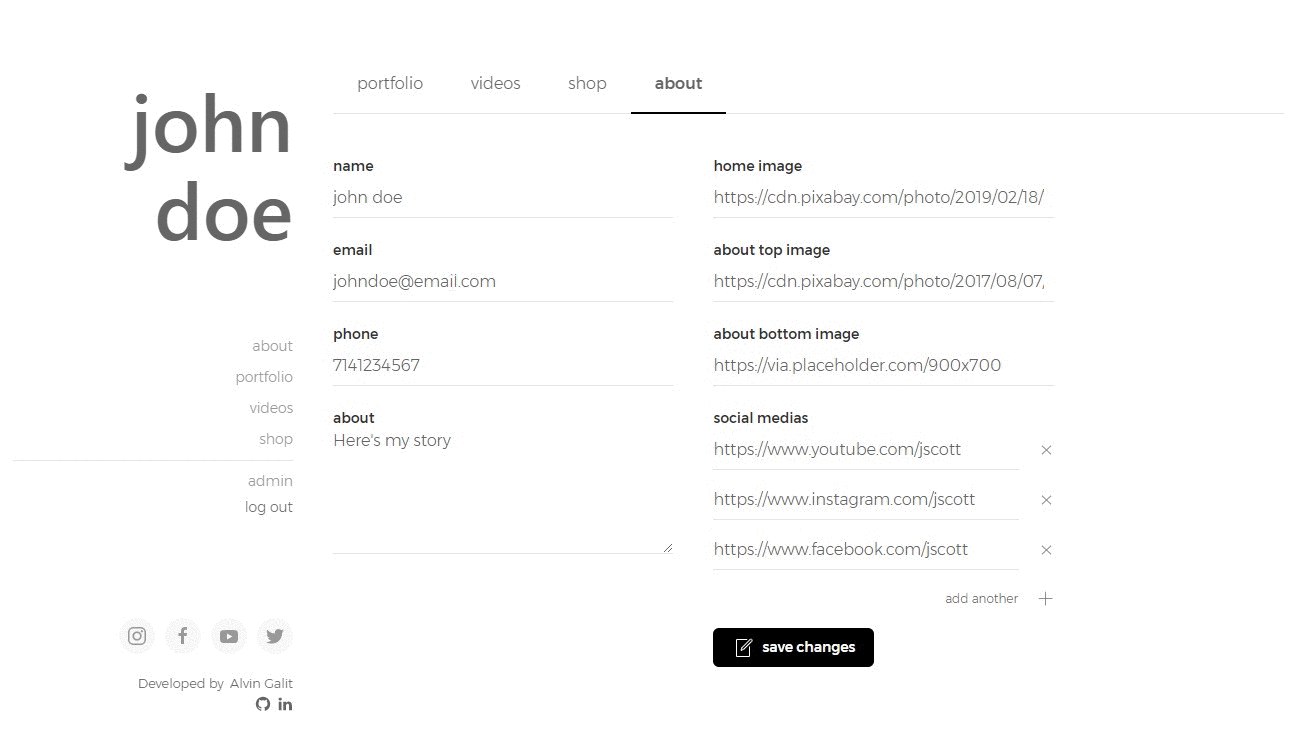 john
doe
about
portfolio
videos
shop
admin
log out
Developed by Alvin Galit
portfolio videos shop about
name
john doe
email
johndoe@email.com
phone
7141234567
about
Here's my story
home image
https://cdn.pixabay.com/photo/2019/02/18/
about top image
https://cdn.pixabay.com/photo/2017/08/07,
about bottom image
https://via.placeholder.com/900x700
social medias
https://www.youtube.com/jscott
https://www.instagram.com/jscott
https://www.facebook.com/jscott
add another
save changes